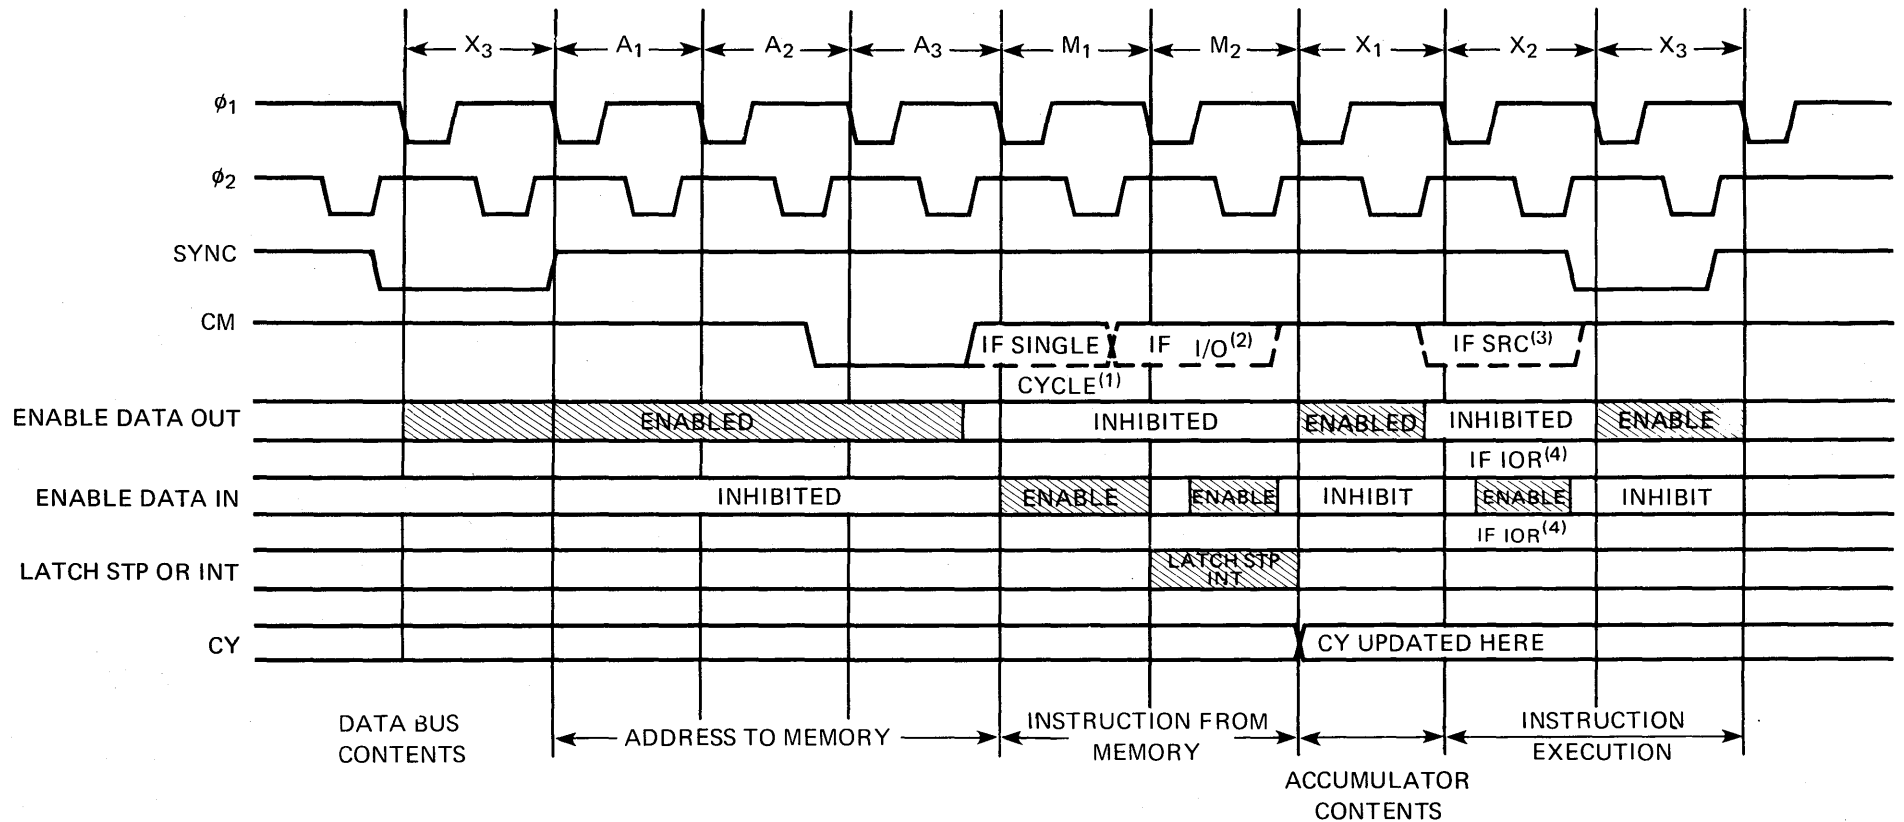 X3 A1 A2 A3 M1 M2 X1 X2 X3
φ1
φ2
SYNC
CM IF SINGLE IF I/O(2) IF SRC(3)
CYCLE(1)
ENABLE DATA OUT ENABLED INHIBITED ENABLED INHIBITED ENABLE
IF IOR(4)
ENABLE DATA IN INHIBITED ENABLE ENABLE INHIBIT ENABLE INHIBIT
IF IOR(4)
LATCH STP OR INT LATCH STP
INT
CY CY UPDATED HERE
DATA BUS
CONTENTS
ADDRESS TO MEMORY
INSTRUCTION FROM
MEMORY
INSTRUCTION
EXECUTION
ACCUMULATOR
CONTENTS